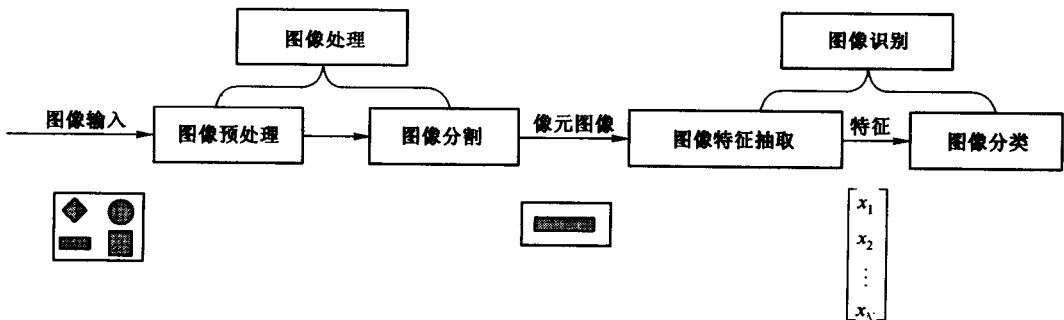 图像处理
图像识别
图像输入
图像预处理
图像分割
像元图像
图像特征抽取
特征
图像分类
x₁
x₂
⋮
x_N